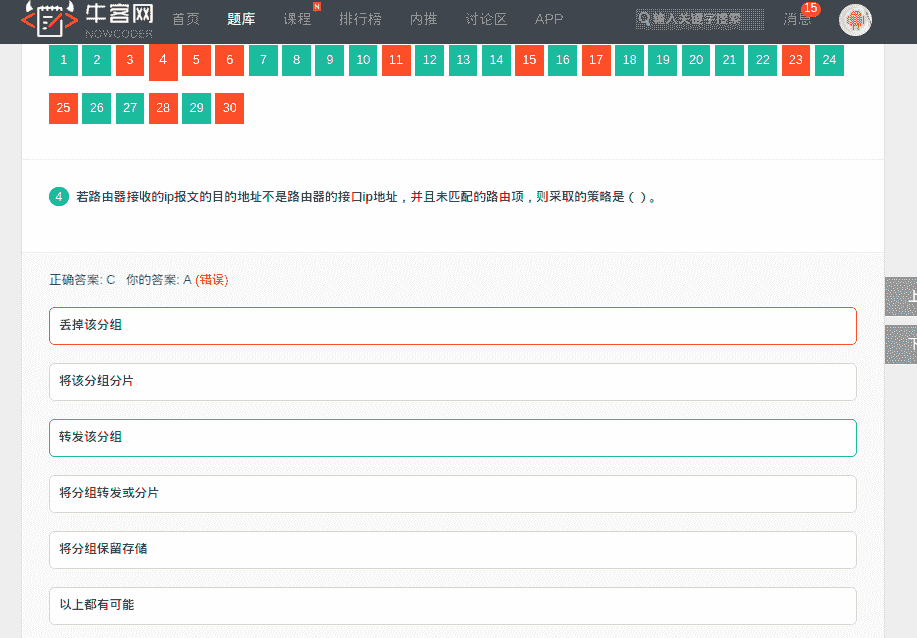 牛客网 首页 题库 课程 N 排行榜 内推 讨论区 APP 输入关键字搜索 消息 15
NOWCODER
1 2 3 4 5 6 7 8 9 10 11 12 13 14 15 16 17 18 19 20 21 22 23 24
25 26 27 28 29 30
4 若路由器接收的ip报文的目的地址不是路由器的接口ip地址，并且未匹配的路由项，则采取的策略是（ ）。
正确答案: C 你的答案: A (错误)
丢掉该分组
上
下
将该分组分片
转发该分组
将分组转发或分片
将分组保留存储
以上都有可能